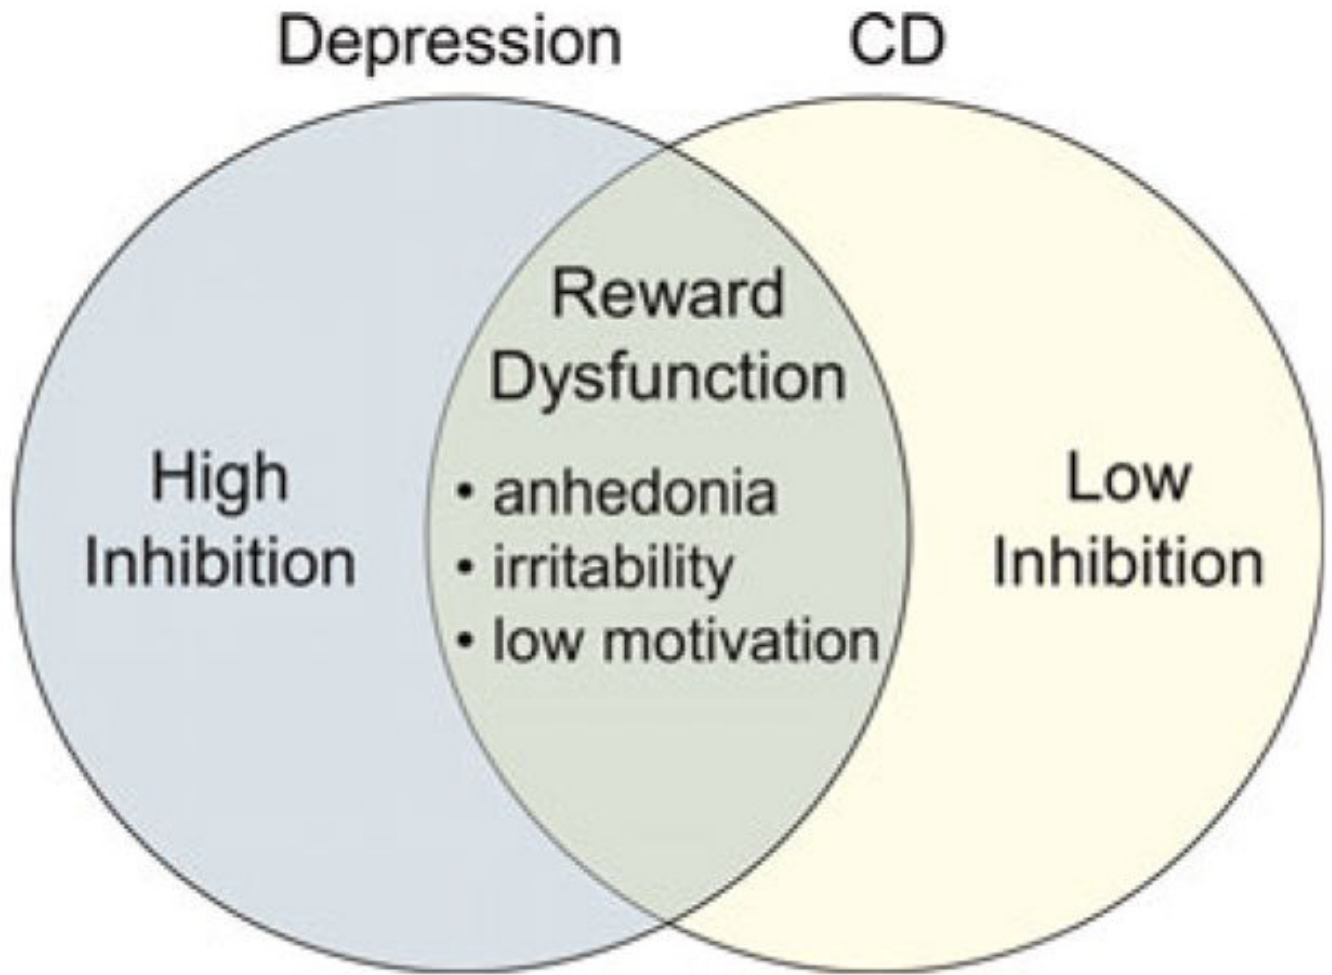 Depression
CD
Reward
Dysfunction
High
Inhibition
• anhedonia
• irritability
• low motivation
Low
Inhibition